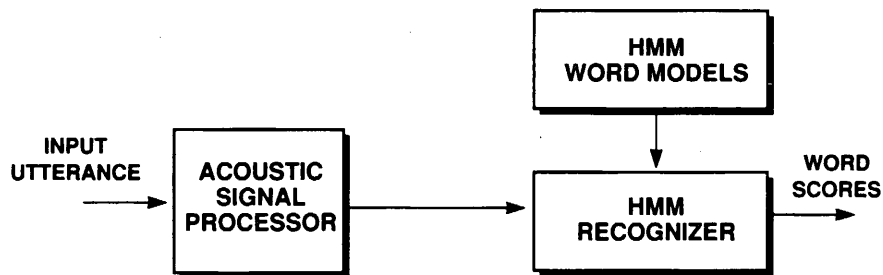 HMM
WORD MODELS
INPUT
UTTERANCE
ACOUSTIC
SIGNAL
PROCESSOR
HMM
RECOGNIZER
WORD
SCORES